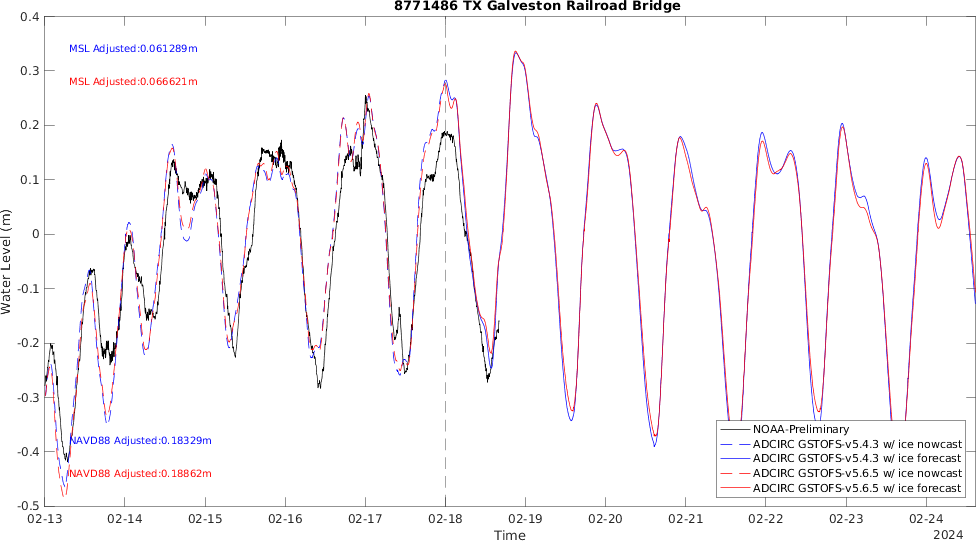 8771486 TX Galveston Railroad Bridge
0.4
0.3
0.2
0.1
0
-0.1
-0.2
-0.3
-0.4
-0.5
Water Level (m)
MSL Adjusted:0.061289m
MSL Adjusted:0.066621m
NAVD88 Adjusted:0.18329m
NAVD88 Adjusted:0.18862m
NOAA-Preliminary
ADCIRC GSTOFS-v5.4.3 w/ ice nowcast
ADCIRC GSTOFS-v5.4.3 w/ ice forecast
ADCIRC GSTOFS-v5.6.5 w/ ice nowcast
ADCIRC GSTOFS-v5.6.5 w/ ice forecast
02-13 02-14 02-15 02-16 02-17 02-18 02-19 02-20 02-21 02-22 02-23 02-24
Time
2024